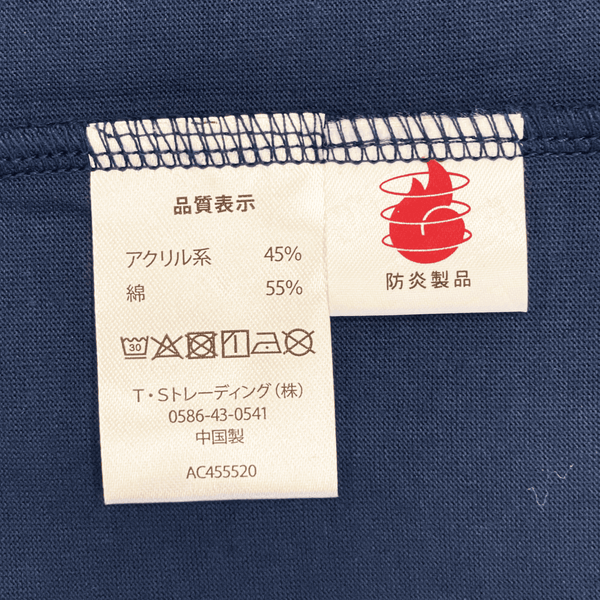 品質表示
アクリル系 45%
綿 55%
30
T・Sトレーディング(株)
0586-43-0541
中国製
AC455520
防炎製品